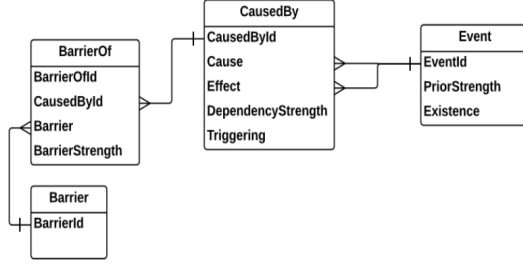 BarrierOf
BarrierOfId
CausedById
Barrier
BarrierStrength
Barrier
BarrierId
CausedBy
CausedById
Cause
Effect
DependencyStrength
Triggering
Event
EventId
PriorStrength
Existence